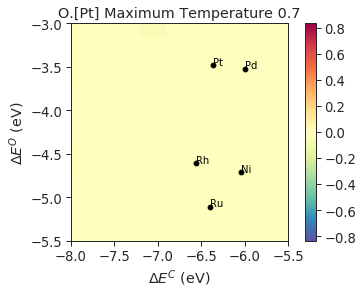 O.[Pt] Maximum Temperature 0.7
−3.0
−3.5
−4.0
−4.5
−5.0
−5.5
ΔE^O (eV)
Pt
Pd
Rh
Ni
Ru
−8.0 −7.5 −7.0 −6.5 −6.0 −5.5
ΔE^C (eV)
0.8
0.6
0.4
0.2
0.0
−0.2
−0.4
−0.6
−0.8